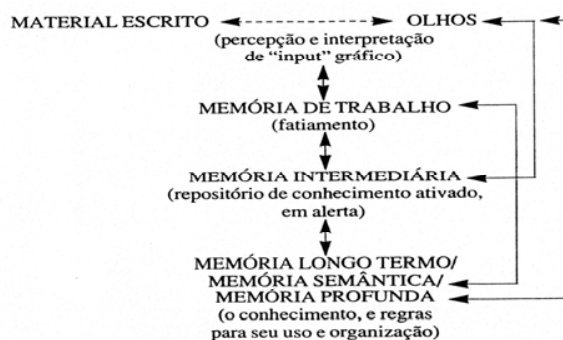 MATERIAL ESCRITO OLHOS
(percepção e interpretação
de “input” gráfico)
MEMÓRIA DE TRABALHO
(fatiamento)
MEMÓRIA INTERMEDIÁRIA
(repositório de conhecimento ativado,
em alerta)
MEMÓRIA LONGO TERMO/
MEMÓRIA SEMÂNTICA/
MEMÓRIA PROFUNDA
(o conhecimento, e regras
para seu uso e organização)